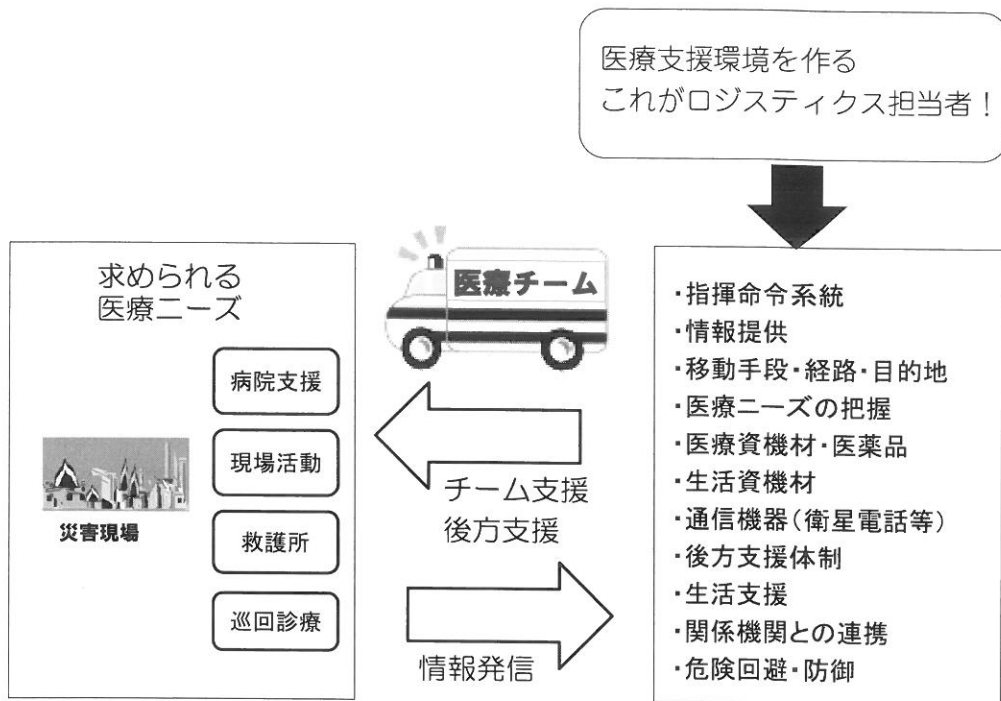 医療支援環境を作る
これがロジスティクス担当者！
求められる
医療ニーズ
病院支援
現場活動
救護所
巡回診療
災害現場
医療チーム
チーム支援
後方支援
情報発信
・指揮命令系統
・情報提供
・移動手段・経路・目的地
・医療ニーズの把握
・医療資機材・医薬品
・生活資機材
・通信機器（衛星電話等）
・後方支援体制
・生活支援
・関係機関との連携
・危険回避・防御